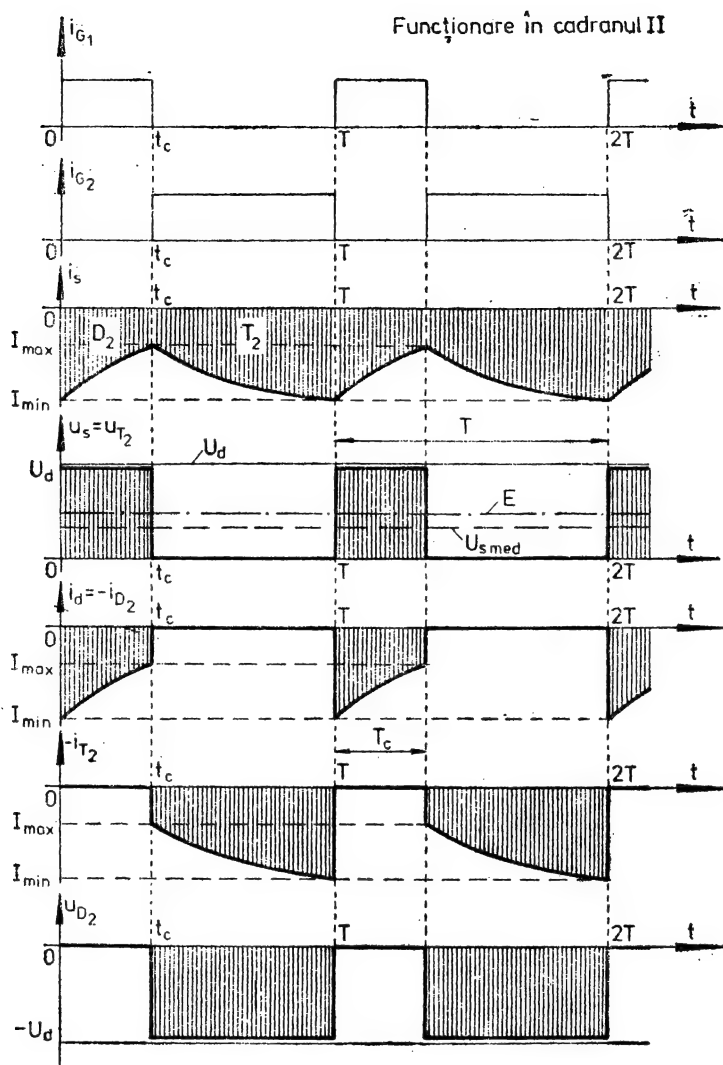 Funcționare în cadranul II
i_G1
t
0 t_c T 2T
i_G2
t
0 t_c T 2T
i_s
t_c T 2T t
0
D_2 T_2
I_max
I_min
u_s=u_T2
T
U_d
U_d
E
U_smed
t
0 t_c T 2T
i_d=-i_D2
t_c T 2T t
0
I_max
I_min
T_c
-i_T2
t_c T 2T t
0
I_max
I_min
u_D2
t_c T 2T t
0
-U_d